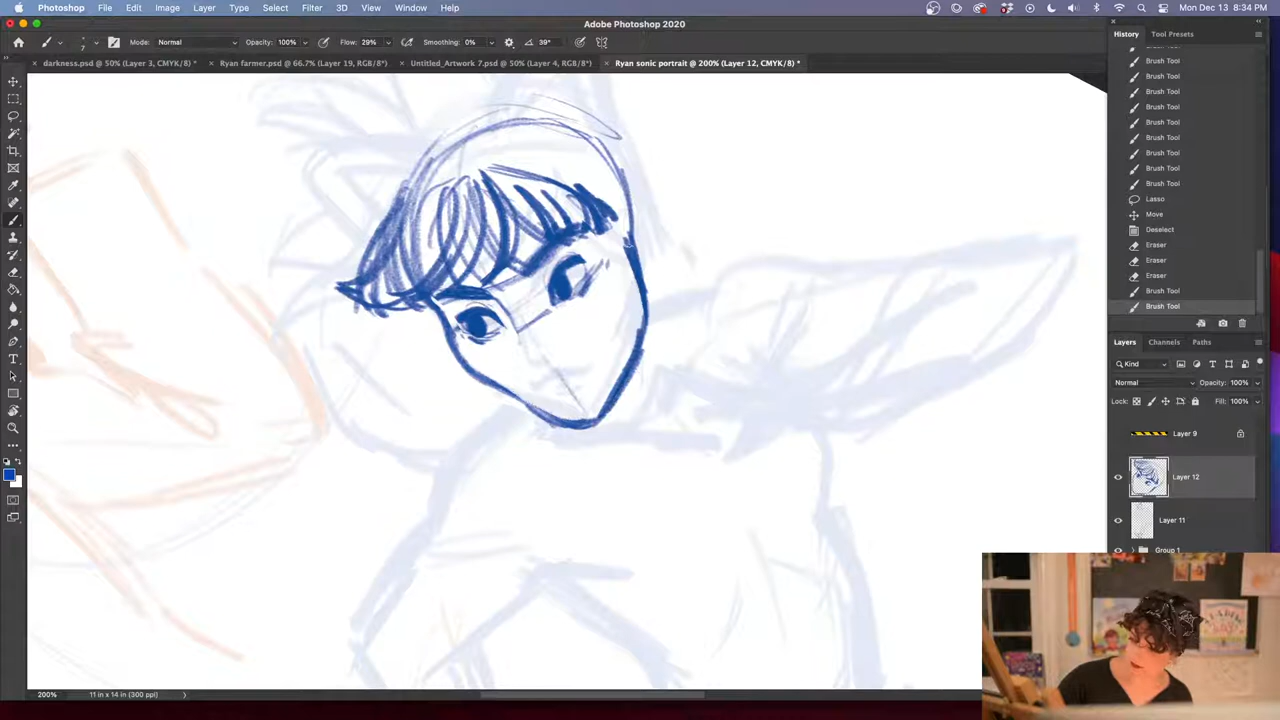 Photoshop File Edit Image Layer Type Select Filter 3D View Window Help Mon Dec 13 8:34 PM
Adobe Photoshop 2020
History Tool Presets
7 Mode: Normal Opacity: 100% Flow: 29% Smoothing: 0% 39°
× darkness.psd @ 50% (Layer 3, CMYK/8) * × Ryan farmer.psd @ 66.7% (Layer 19, RGB/8*) × Untitled_Artwork 7.psd @ 50% (Layer 4, RGB/8*) × Ryan sonic portrait @ 200% (Layer 12, CMYK/8) *
Brush Tool
Brush Tool
Brush Tool
Brush Tool
Brush Tool
Brush Tool
Brush Tool
Brush Tool
Brush Tool
Lasso
Move
Deselect
Eraser
Eraser
Eraser
Brush Tool
Brush Tool
Layers Channels Paths
Kind
Normal Opacity: 100%
Lock: Fill: 100%
Layer 9
Layer 12
Layer 11
Group 1
200% 11 in x 14 in (300 ppi)